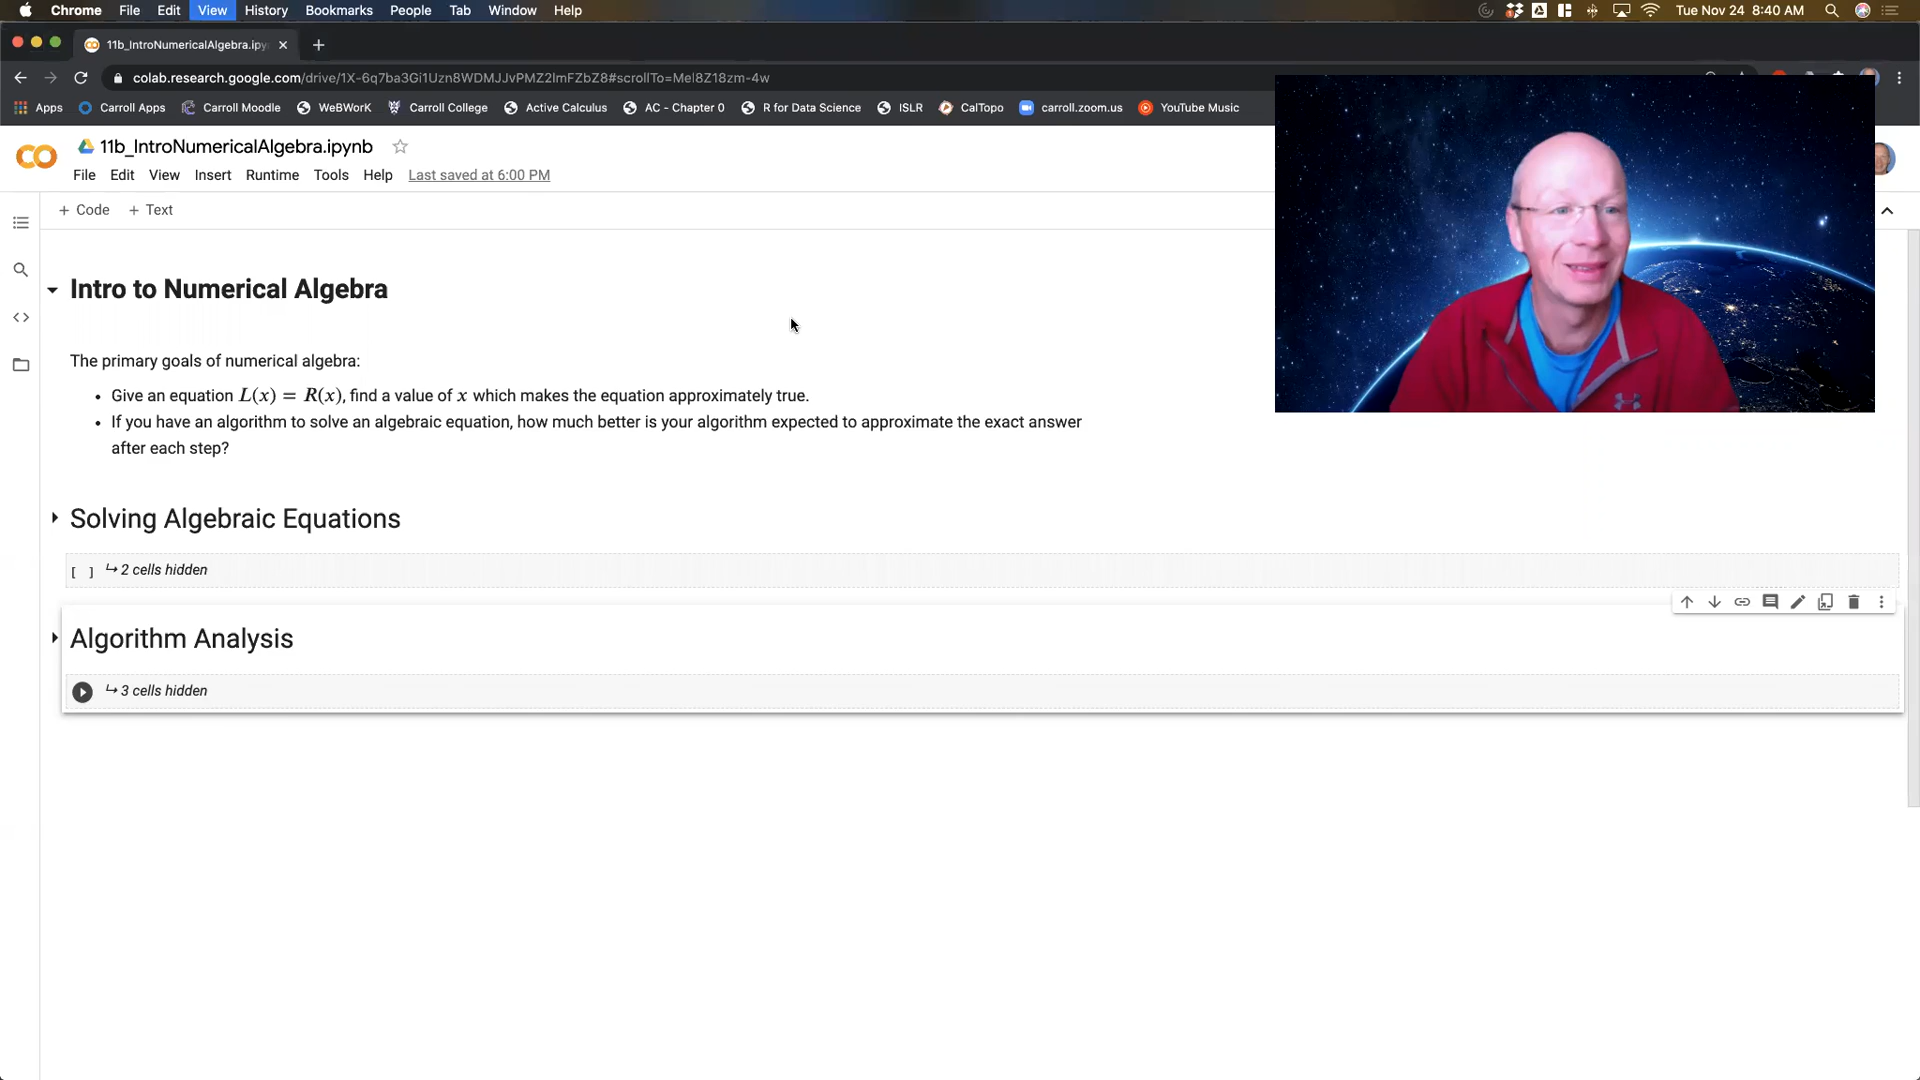 Chrome File Edit View History Bookmarks People Tab Window Help Tue Nov 24 8:40 AM
11b_IntroNumericalAlgebra.ipy
colab.research.google.com/drive/1X-6q7ba3Gi1Uzn8WDMJJvPMZ2ImFZbZ8#scrollTo=Mel8Z18zm-4w
Apps Carroll Apps Carroll Moodle WeBWorK Carroll College Active Calculus AC - Chapter 0 R for Data Science ISLR CalTopo carroll.zoom.us YouTube Music
11b_IntroNumericalAlgebra.ipynb
File Edit View Insert Runtime Tools Help Last saved at 6:00 PM
+ Code + Text
Intro to Numerical Algebra
The primary goals of numerical algebra:
• Give an equation L(x) = R(x), find a value of x which makes the equation approximately true.
• If you have an algorithm to solve an algebraic equation, how much better is your algorithm expected to approximate the exact answer
after each step?
Solving Algebraic Equations
[ ] ↳ 2 cells hidden
Algorithm Analysis
↳ 3 cells hidden